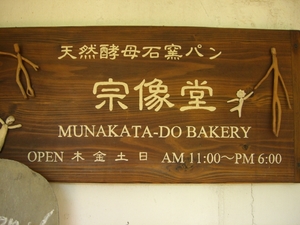 天然酵母石窯パン
宗像堂
MUNAKATA-DO BAKERY
OPEN 木 金 土 日 AM 11:00～PM 6:00